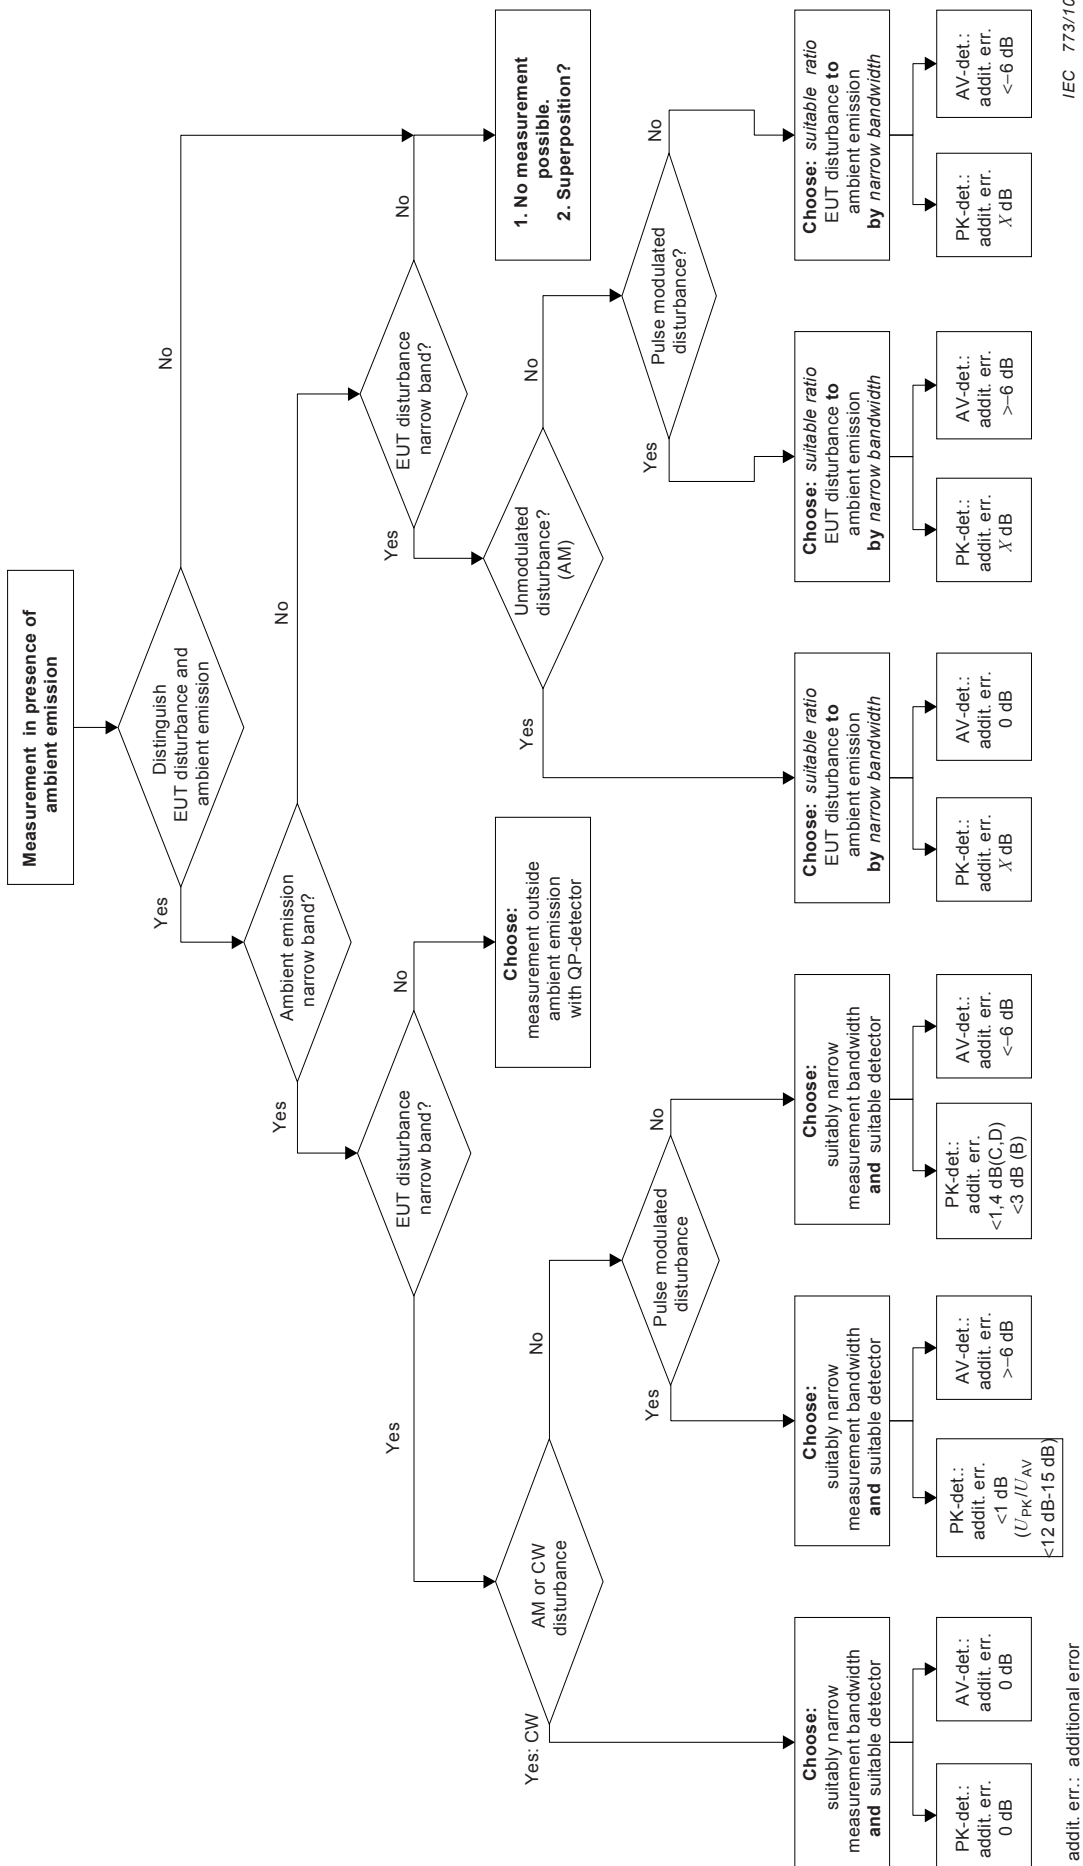 Measurement in presence of
ambient emission
Distinguish
EUT disturbance and
ambient emission
Yes
No
Ambient emission
narrow band?
Yes
No
EUT disturbance
narrow band?
Yes
No
EUT disturbance
narrow band?
Yes
No
AM or CW
disturbance
Yes: CW
No
Choose:
measurement outside
ambient emission
with QP-detector
Unmodulated
disturbance?
(AM)
Yes
No
1. No measurement
possible.
2. Superposition?
Pulse modulated
disturbance
Yes
No
Pulse modulated
disturbance?
Yes
No
Choose:
suitably narrow
measurement bandwidth
and suitable detector
Choose:
suitably narrow
measurement bandwidth
and suitable detector
Choose:
suitably narrow
measurement bandwidth
and suitable detector
Choose: suitable ratio
EUT disturbance to
ambient emission
by narrow bandwidth
Choose: suitable ratio
EUT disturbance to
ambient emission
by narrow bandwidth
Choose: suitable ratio
EUT disturbance to
ambient emission
by narrow bandwidth
PK-det.:
addit. err.
0 dB
AV-det.:
addit. err.
0 dB
PK-det.:
addit. err.
<1 dB
(U_PK/U_AV
<12 dB-15 dB)
AV-det.:
addit. err.
>–6 dB
PK-det.:
addit. err.
<1,4 dB(C,D)
<3 dB (B)
AV-det.:
addit. err.
<–6 dB
PK-det.:
addit. err.
X dB
AV-det.:
addit. err.
0 dB
PK-det.:
addit. err.
X dB
AV-det.:
addit. err.
>–6 dB
PK-det.:
addit. err.
X dB
AV-det.:
addit. err.
<–6 dB
addit. err.: additional error
IEC 773/10